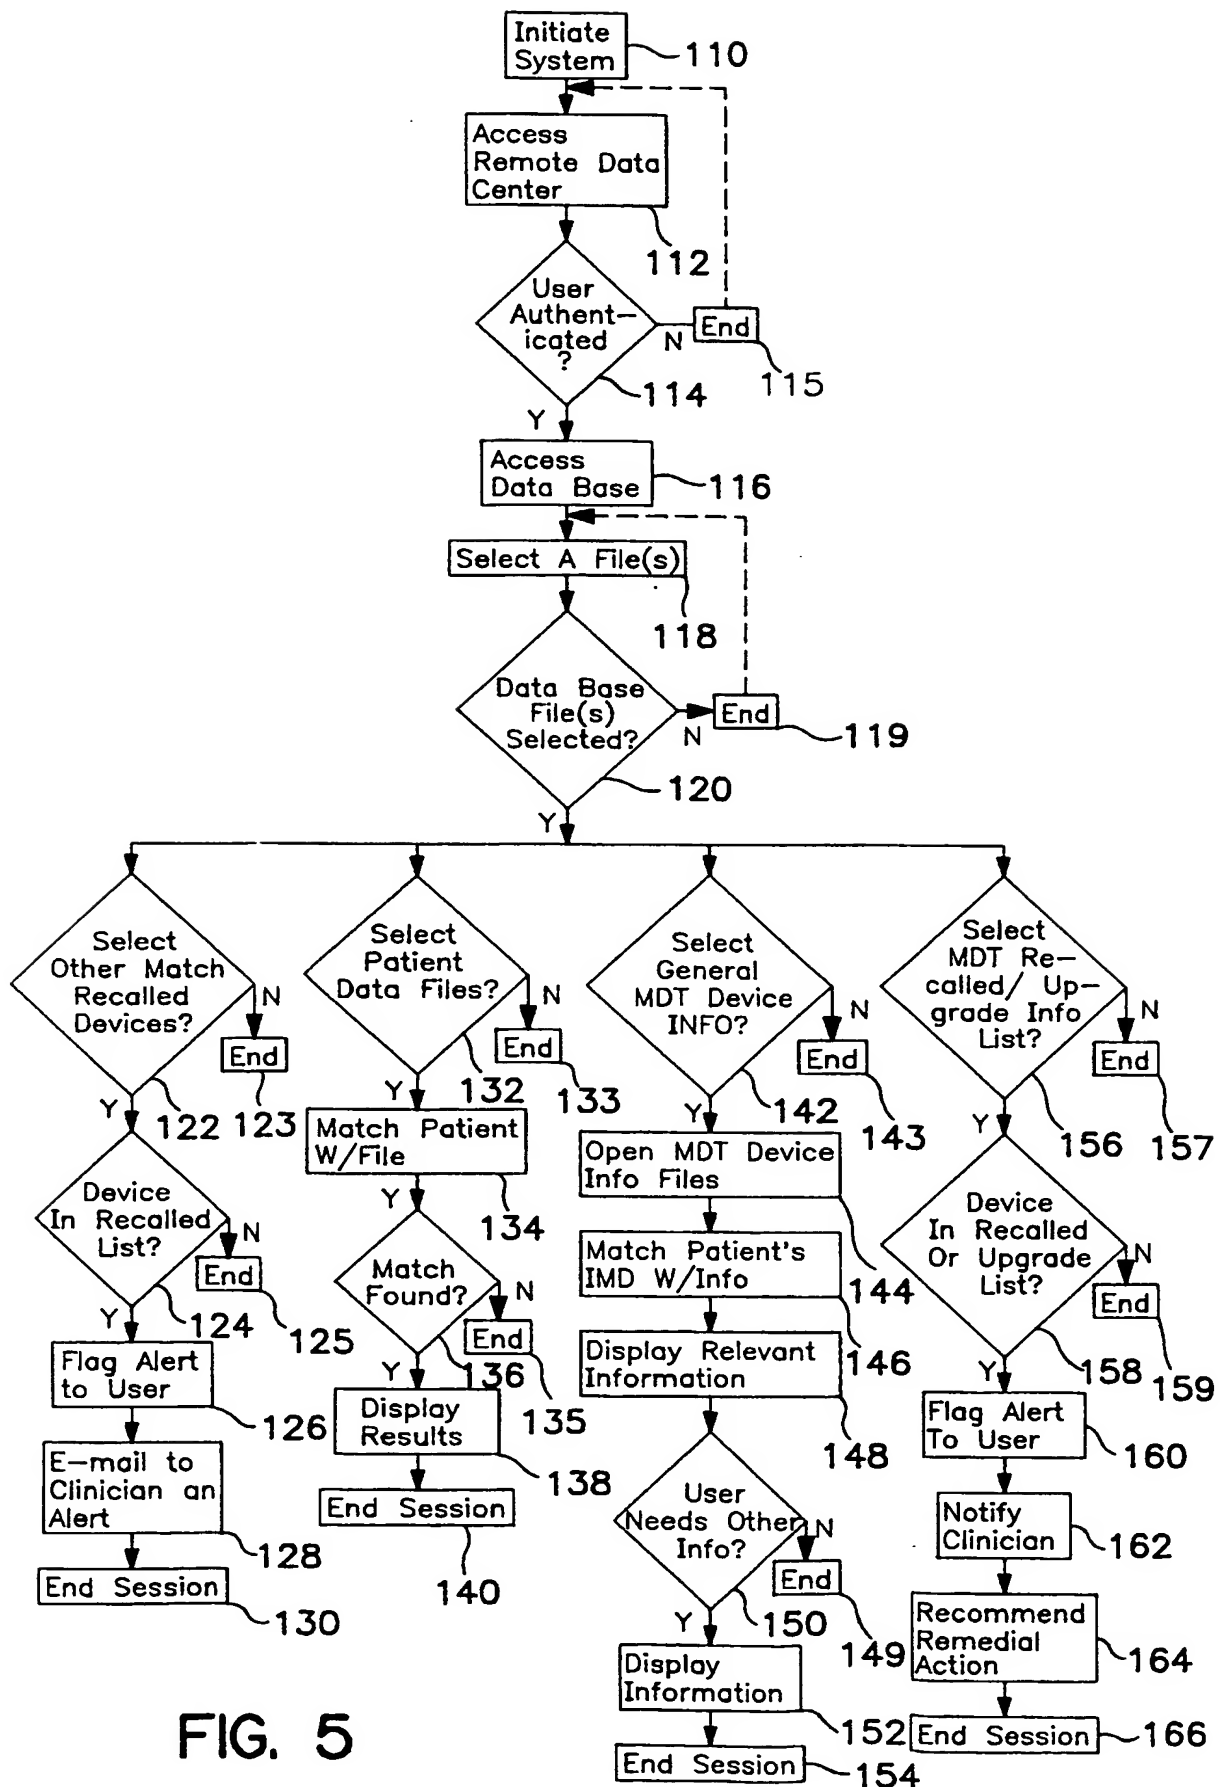 Initiate
System
110
Access
Remote Data
Center
112
User
Authent-
icated
?
N
End
115
114
Y
Access
Data Base
116
Select A File(s)
118
Data Base
File(s)
Selected?
N
End
119
120
Y
Select
Other Match
Recalled
Devices?
N
End
123
122
Y
Device
In Recalled
List?
N
End
125
124
Y
Flag Alert
to User
126
E-mail to
Clinician an
Alert
128
End Session
130
Select
Patient
Data Files?
N
End
133
132
Y
Match Patient
W/File
134
Y
Match
Found?
N
End
135
136
Y
Display
Results
138
End Session
140
Select
General
MDT Device
INFO?
N
End
143
142
Y
Open MDT Device
Info Files
144
Match Patient's
IMD W/Info
146
Display Relevant
Information
148
User
Needs Other
Info?
N
End
149
150
Y
Display
Information
152
End Session
154
Select
MDT Re-
called/ Up-
grade Info
List?
N
End
157
156
Y
Device
In Recalled
Or Upgrade
List?
N
End
159
158
Y
Flag Alert
To User
160
Notify
Clinician
162
Recommend
Remedial
Action
164
End Session
166
FIG. 5